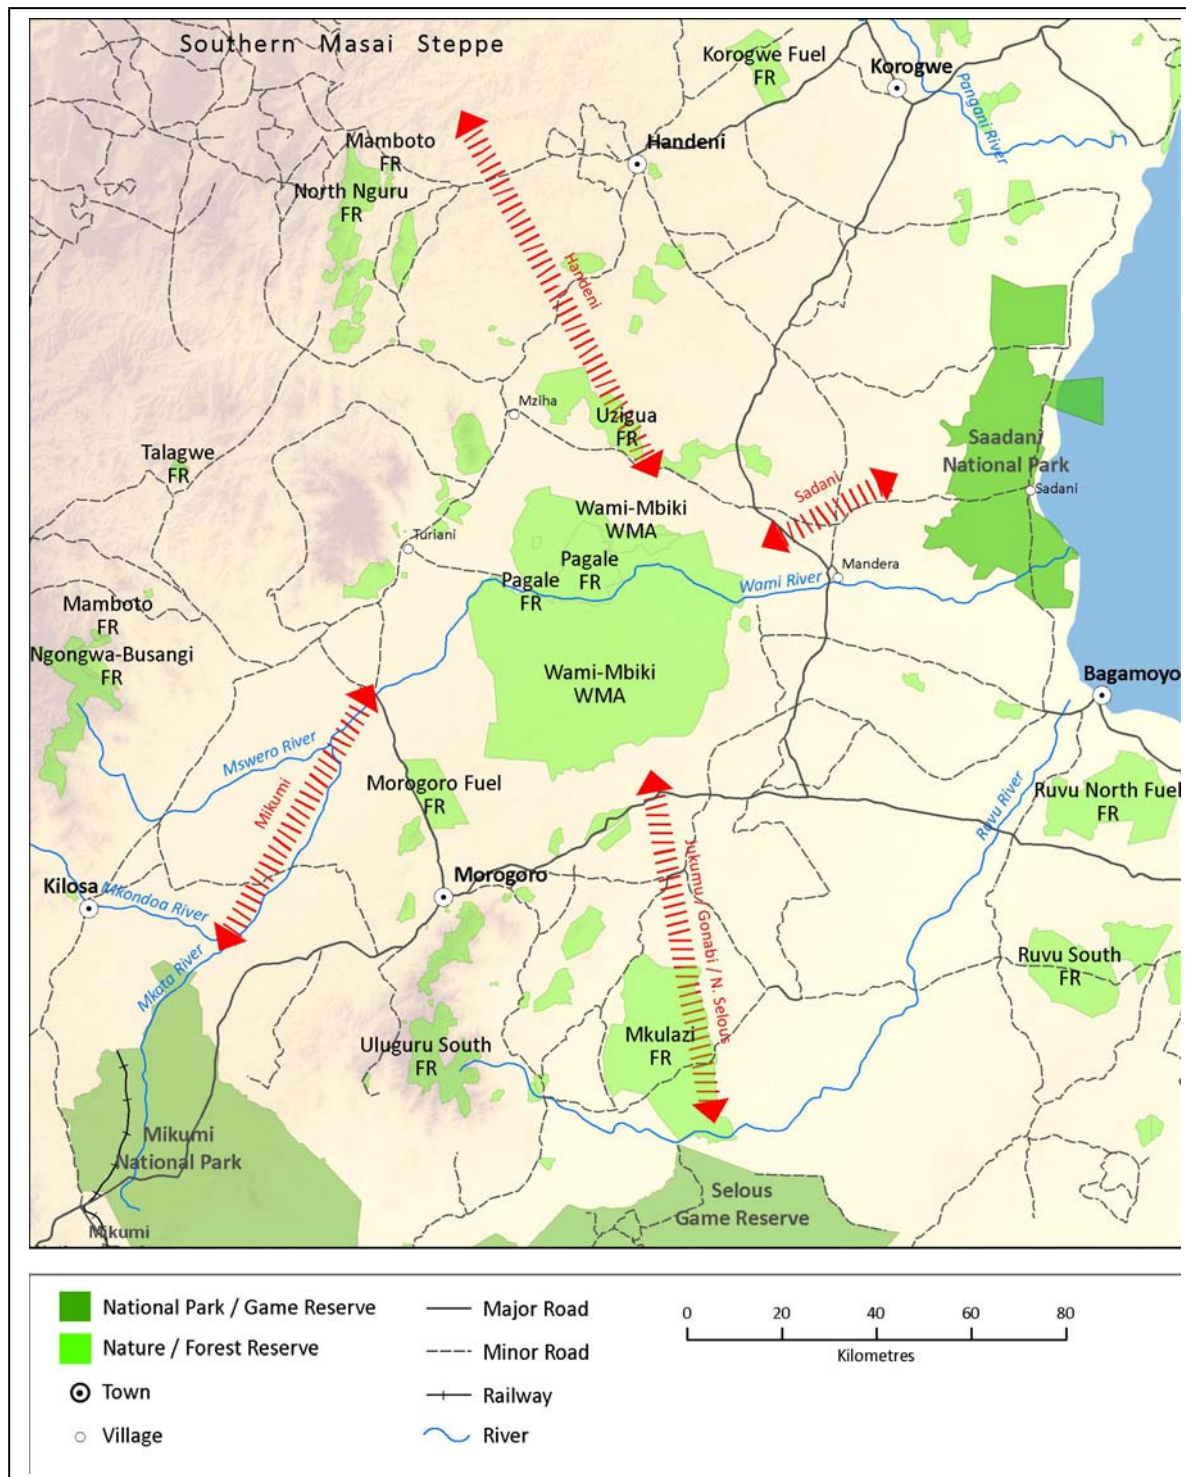 Southern Masai Steppe
Korogwe Fuel
FR
Korogwe
Pangani River
Mamboto
FR
Handeni
North Nguru
FR
Handeni
Mziha
Uzigua
FR
Saadani
National Park
Talagwe
FR
Sadani
Sadani
Wami-Mbiki
WMA
Turiani
Pagale
FR
Pagale
FR
Wami River
Mandera
Mamboto
FR
Ngongwa-Busangi
FR
Wami-Mbiki
WMA
Bagamoyo
Mswero River
Mikumi
Morogoro Fuel
FR
Ruvu River
Ruvu North Fuel
FR
Kilosa
Mkondoa River
Morogoro
Jukumu / Gonabi / N. Selous
Mkata River
Ruvu South
FR
Uluguru South
FR
Mkulazi
FR
Mikumi
National Park
Selous
Game Reserve
Mikumi
National Park / Game Reserve
Nature / Forest Reserve
Town
Village
Major Road
Minor Road
Railway
River
0 20 40 60 80
Kilometres